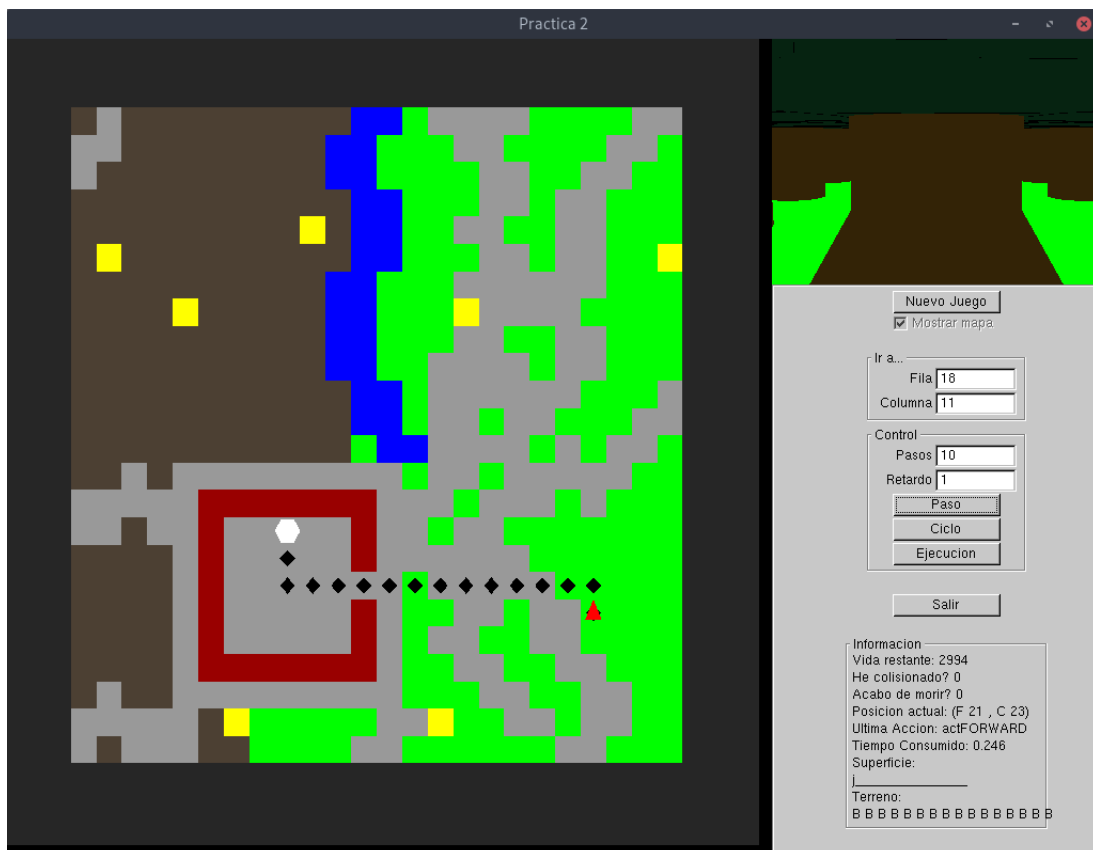 Practica 2
Nuevo Juego
Mostrar mapa
Ir a...
Fila 18
Columna 11
Control
Pasos 10
Retardo 1
Paso
Ciclo
Ejecucion
Salir
Informacion
Vida restante: 2994
He colisionado? 0
Acabo de morir? 0
Posicion actual: (F 21 , C 23)
Ultima Accion: actFORWARD
Tiempo Consumido: 0.246
Superficie:
j_______________
Terreno:
B B B B B B B B B B B B B B B B